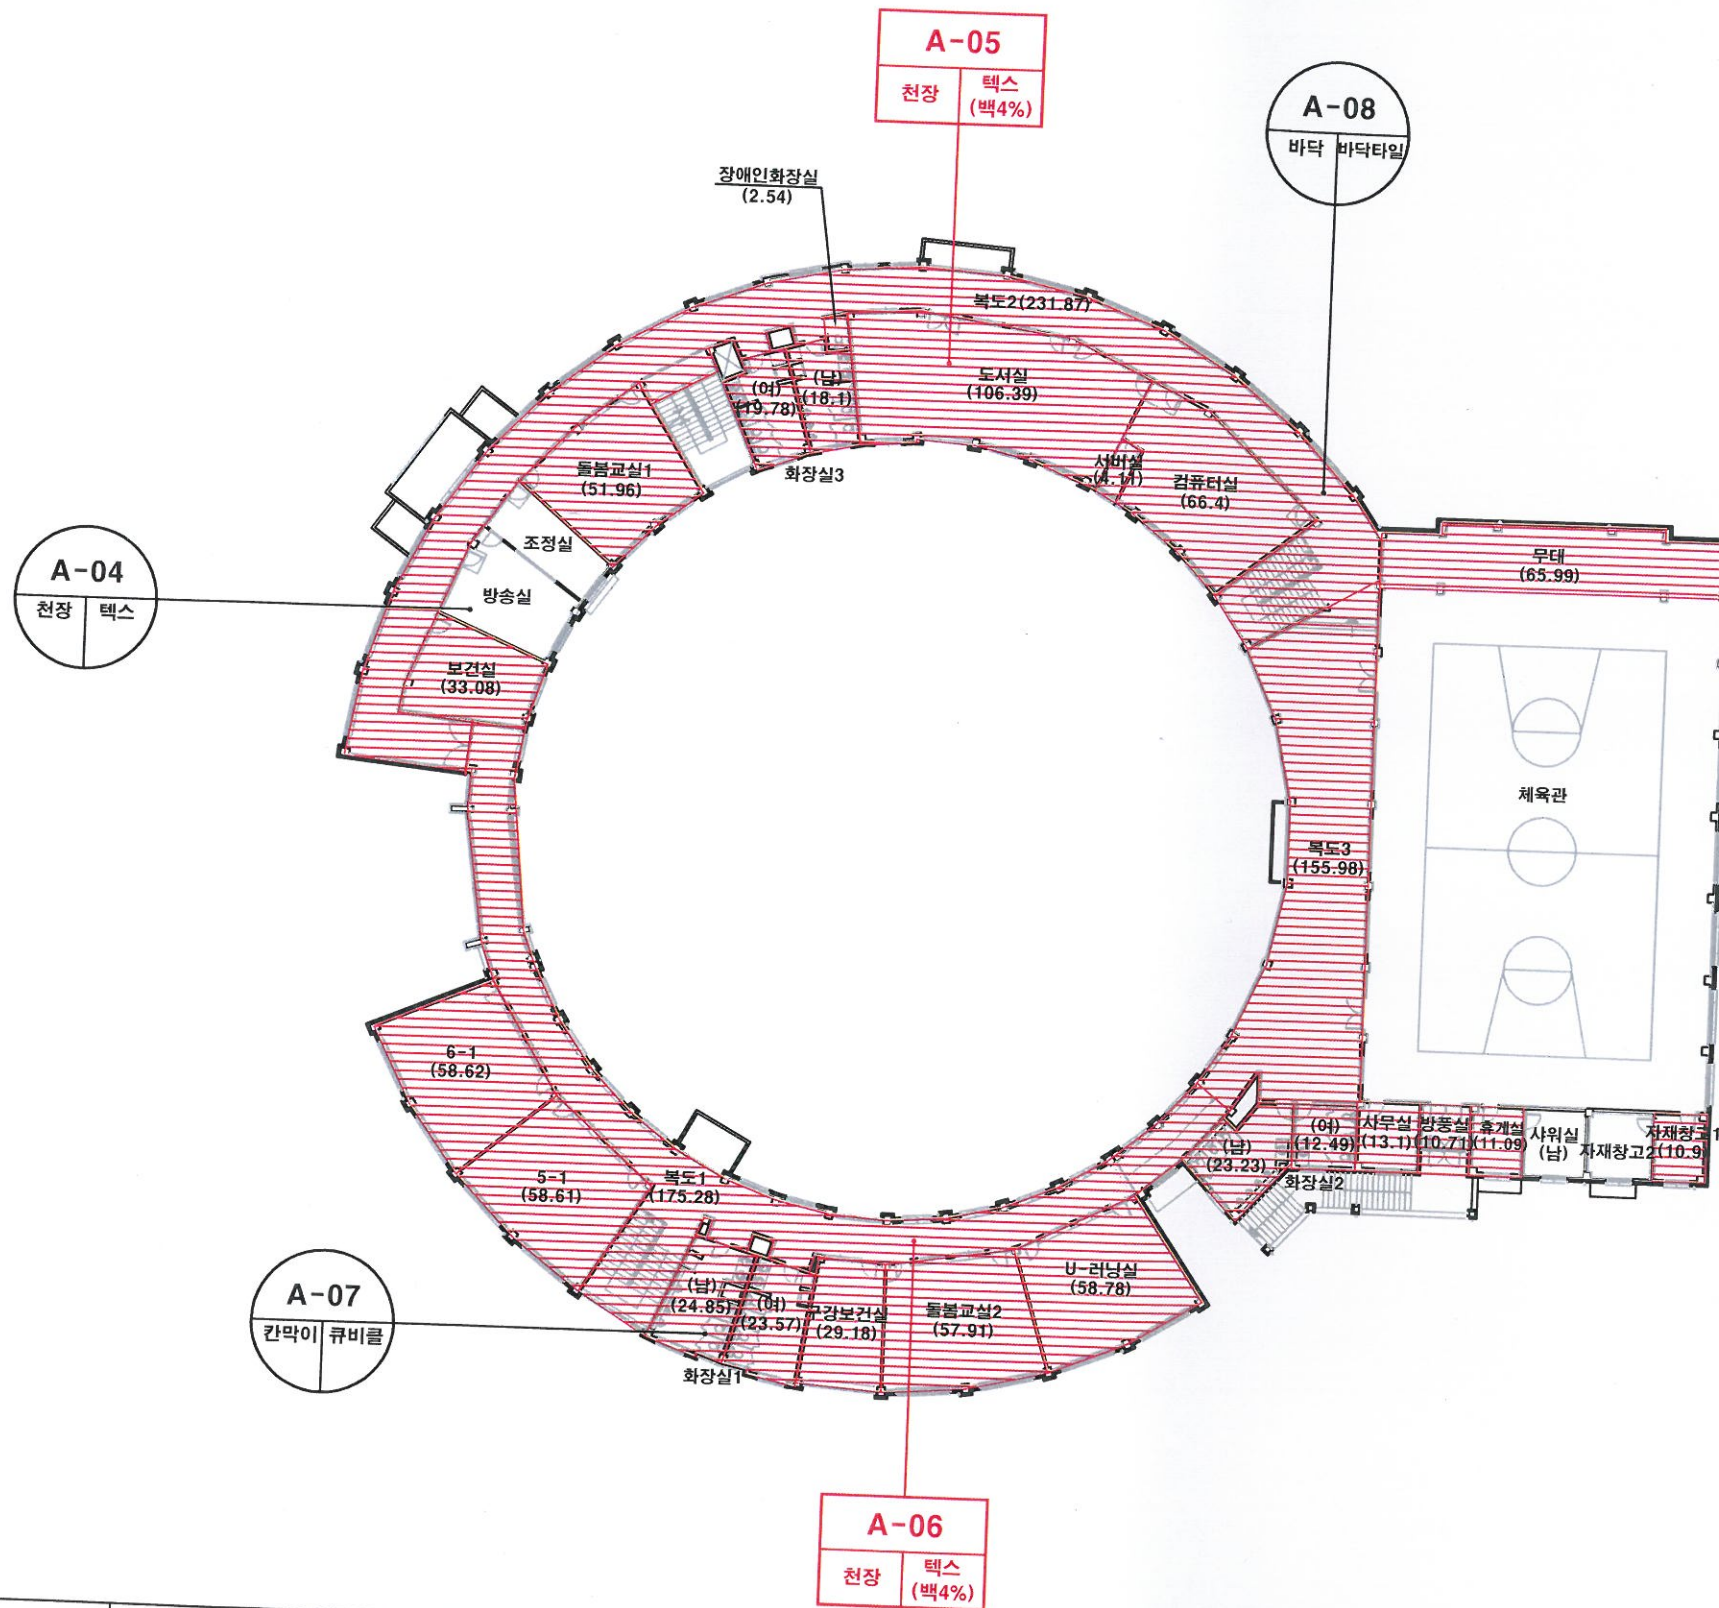 A-05
천장
텍스
(백4%)
A-08
바닥
바닥타일
장애인화장실
(2.54)
복도2(231.87)
도서실
(106.39)
(여)
(19.78)
(남)
(18.1)
화장실3
돌봄교실1
(51.96)
서버실
(4.11)
컴퓨터실
(66.4)
조정실
방송실
A-04
천장
텍스
보건실
(33.08)
무대
(65.99)
체육관
복도3
(155.98)
6-1
(58.62)
5-1
(58.61)
복도1
(175.28)
(남)
(23.23)
(여)
(12.49)
화장실2
사무실
(13.1)
방풍실
(10.71)
휴게실
(11.09)
샤워실
(남)
자재창고2
자재창고1
(10.9
U-러닝실
(58.78)
돌봄교실2
(57.91)
구강보건실
(29.18)
(여)
(23.57)
(남)
(24.85)
화장실1
A-07
칸막이
큐비클
A-06
천장
텍스
(백4%)